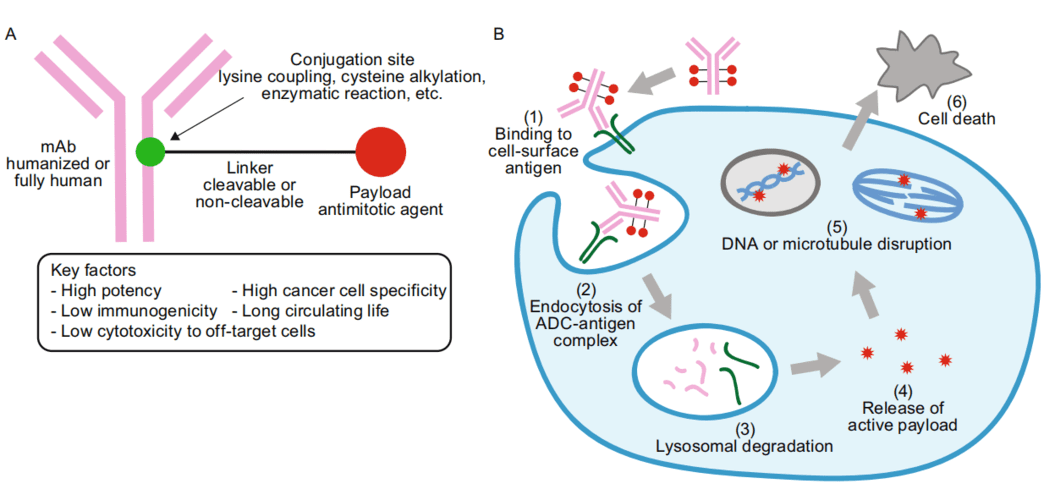 A
Conjugation site
lysine coupling, cysteine alkylation,
enzymatic reaction, etc.
mAb
humanized or
fully human
Linker
cleavable or
non-cleavable
Payload
antimitotic agent
Key factors
- High potency
- High cancer cell specificity
- Low immunogenicity
- Long circulating life
- Low cytotoxicity to off-target cells
B
(1)
Binding to
cell-surface
antigen
(2)
Endocytosis of
ADC-antigen
complex
(3)
Lysosomal degradation
(4)
Release of
active payload
(5)
DNA or microtubule disruption
(6)
Cell death